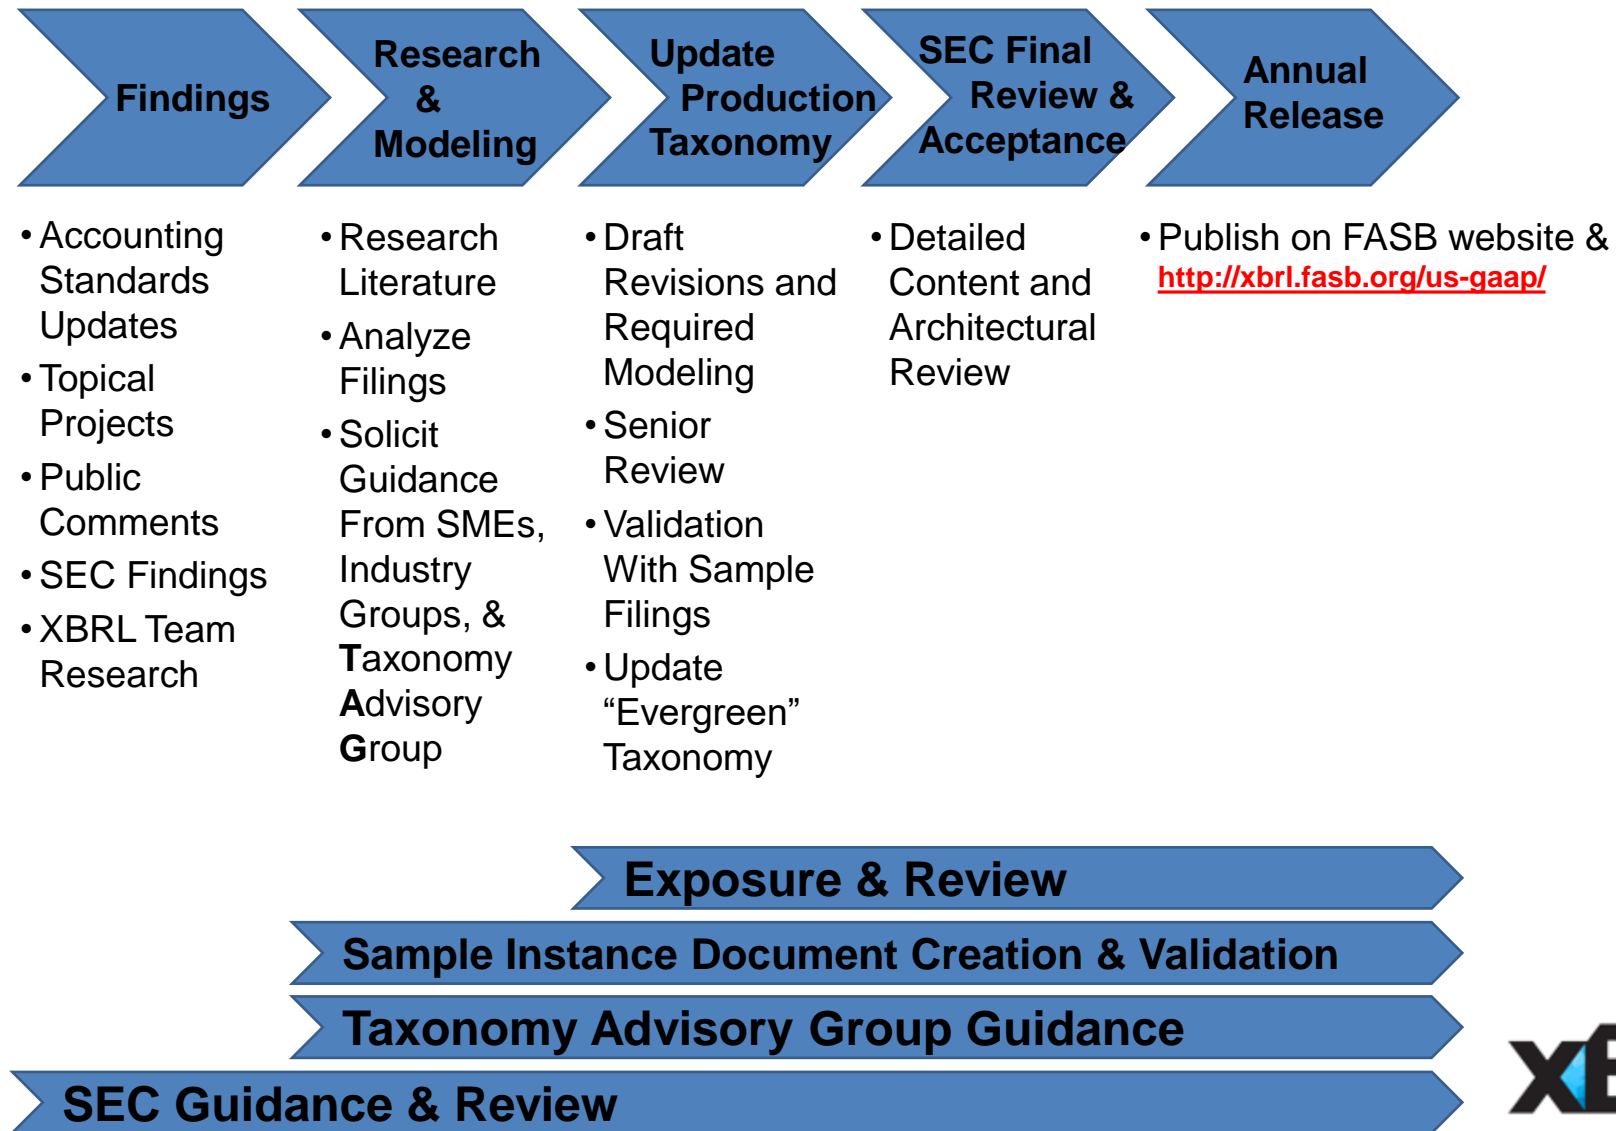 Findings
Research
&
Modeling
Update
Production
Taxonomy
SEC Final
Review &
Acceptance
Annual
Release
• Accounting
Standards
Updates
• Topical
Projects
• Public
Comments
• SEC Findings
• XBRL Team
Research
• Research
Literature
• Analyze
Filings
• Solicit
Guidance
From SMEs,
Industry
Groups, &
Taxonomy
Advisory
Group
• Draft
Revisions and
Required
Modeling
• Senior
Review
• Validation
With Sample
Filings
• Update
“Evergreen”
Taxonomy
• Detailed
Content and
Architectural
Review
• Publish on FASB website &
http://xbrl.fasb.org/us-gaap/
Exposure & Review
Sample Instance Document Creation & Validation
Taxonomy Advisory Group Guidance
SEC Guidance & Review